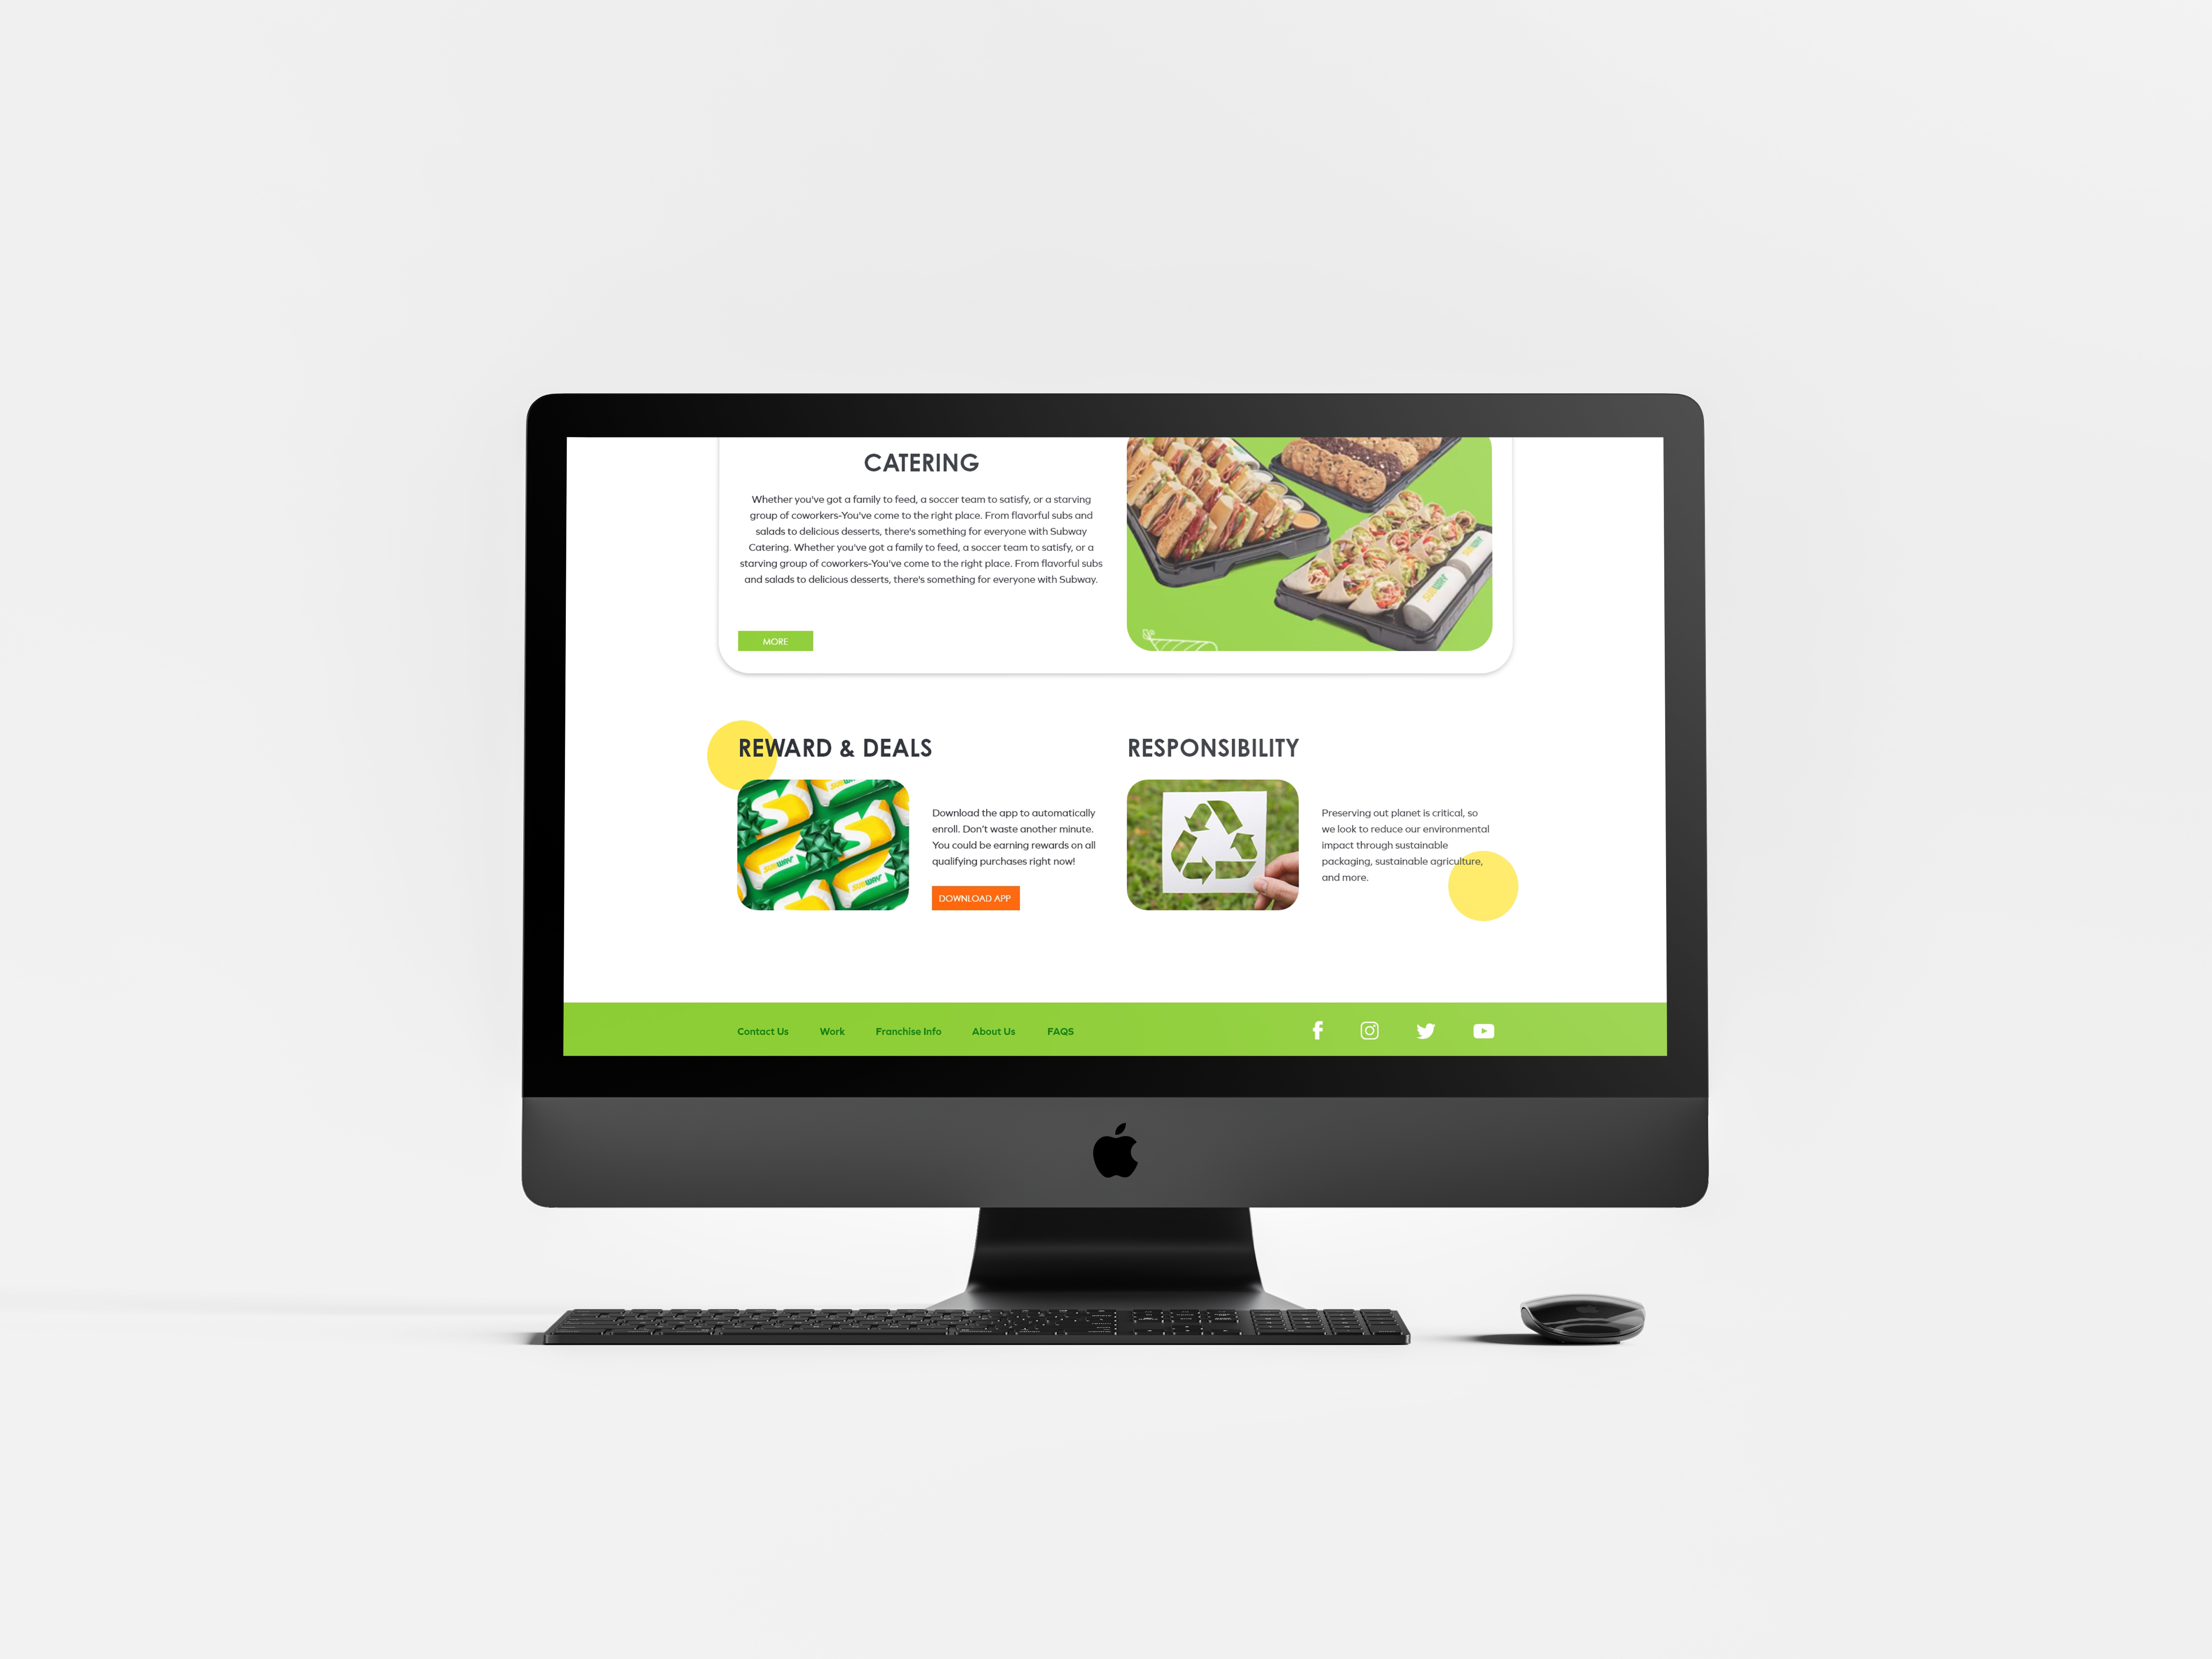 CATERING
Whether you've got a family to feed, a soccer team to satisfy, or a starving
group of coworkers-You've come to the right place. From flavorful subs and
salads to delicious desserts, there's something for everyone with Subway
Catering. Whether you've got a family to feed, a soccer team to satisfy, or a
starving group of coworkers-You've come to the right place. From flavorful subs
and salads to delicious desserts, there's something for everyone with Subway.
MORE
SUBWAY
SUBWAY
REWARD & DEALS
SUBWAY
SUBWAY
Download the app to automatically
enroll. Don't waste another minute.
You could be earning rewards on all
qualifying purchases right now!
DOWNLOAD APP
RESPONSIBILITY
Preserving out planet is critical, so
we look to reduce our environmental
impact through sustainable
packaging, sustainable agriculture,
and more.
Contact Us Work Franchise Info About Us FAQS